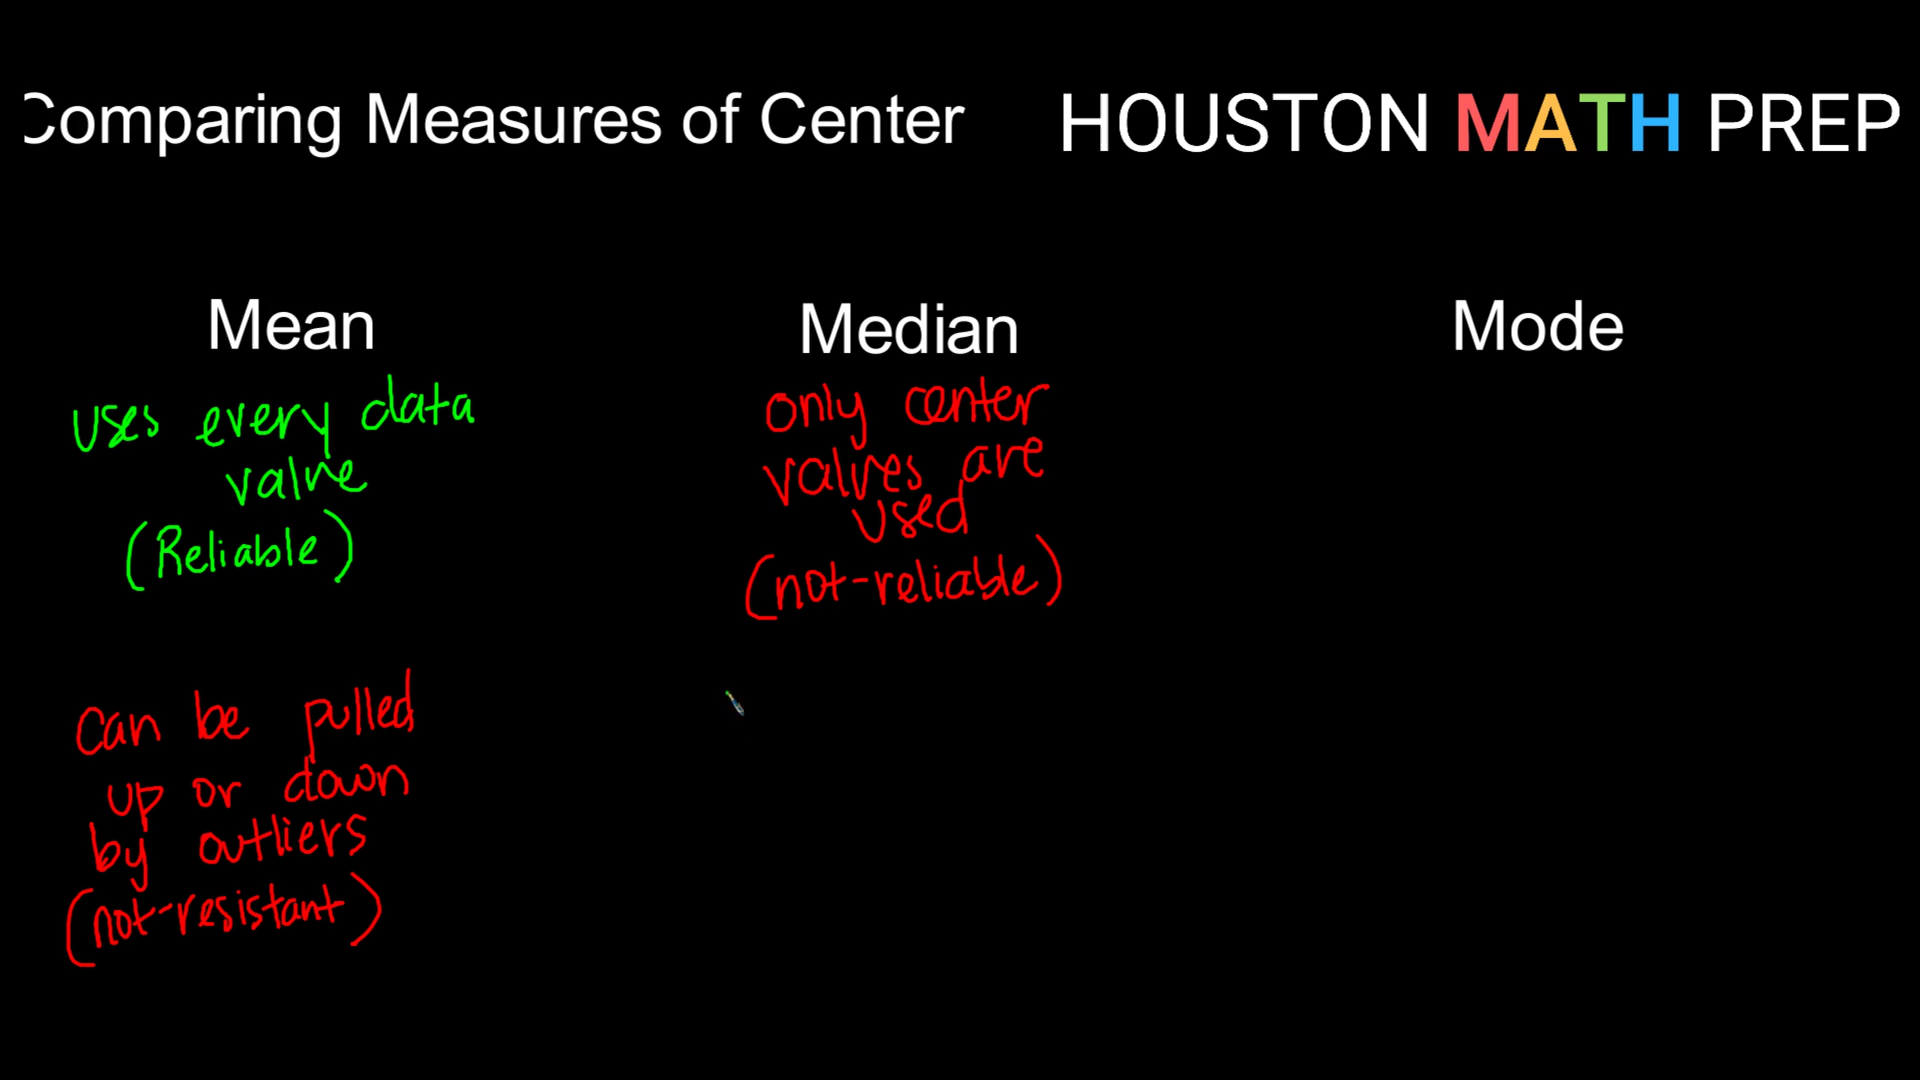 Comparing Measures of Center
HOUSTON MATH PREP
Mean
uses every data
value
(Reliable)
Can be pulled
up or down
by outliers
(not-resistant)
Median
only center
values are
used
(not-reliable)
Mode